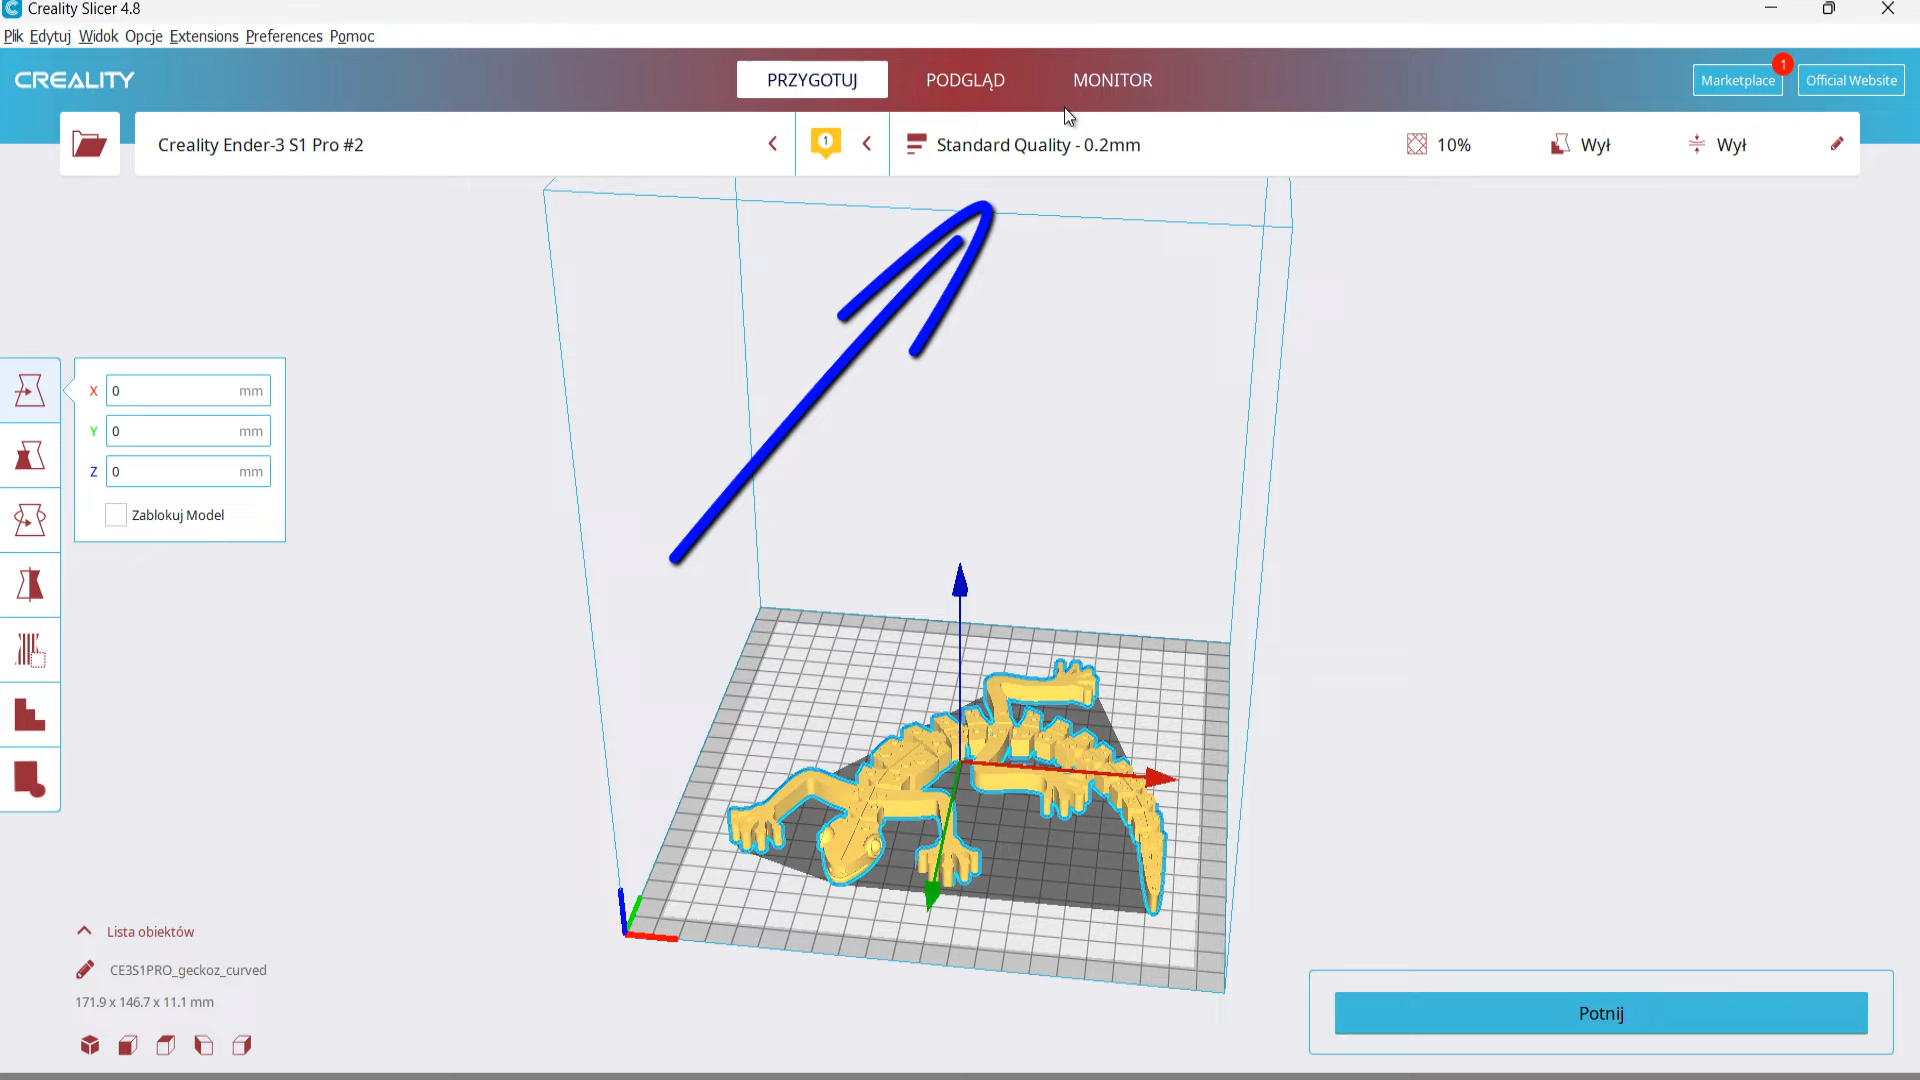 Creality Slicer 4.8
Plik Edytuj Widok Opcje Extensions Preferences Pomoc
CREALITY
PRZYGOTUJ
PODGLĄD
MONITOR
Marketplace
1
Official Website
Creality Ender-3 S1 Pro #2
1
Standard Quality - 0.2mm
10%
Wył
Wył
X 0 mm
Y 0 mm
Z 0 mm
Zablokuj Model
Lista obiektów
CE3S1PRO_geckoz_curved
171.9 x 146.7 x 11.1 mm
Potnij